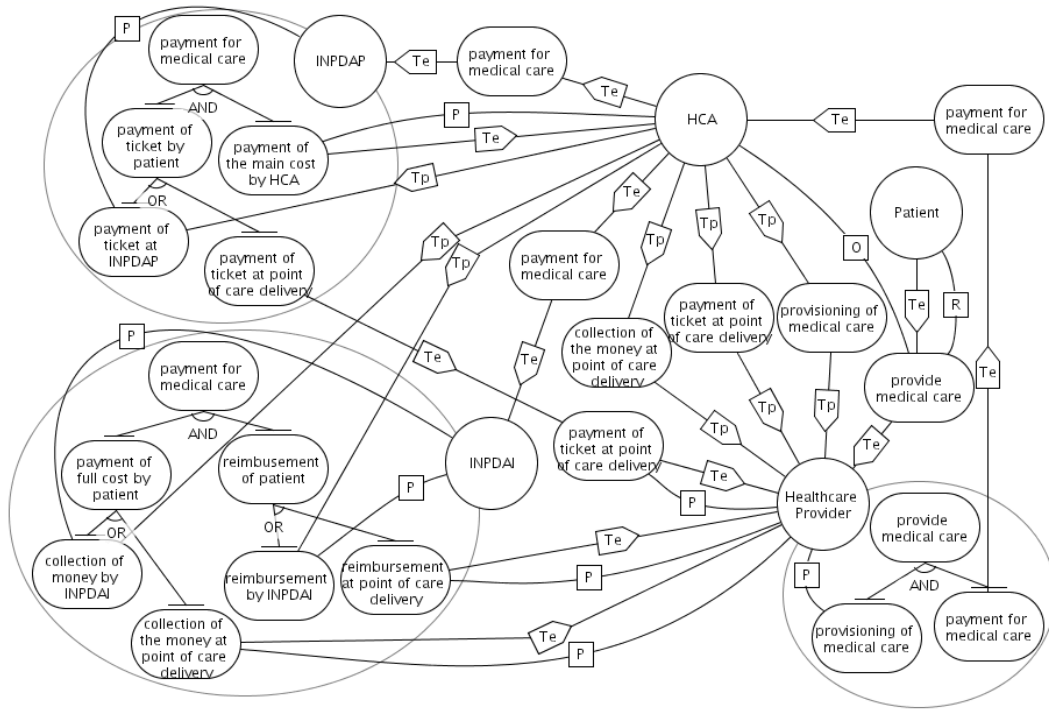 P
payment for
medical care
INPDAP
Te
payment for
medical care
Te
HCA
Te
payment for
medical care
AND
payment of
ticket by
patient
payment of
the main cost
by HCA
P
Te
Tp
OR
payment of
ticket at
INPDAP
payment of
ticket at point
of care delivery
Te
Tp
Tp
Tp
Tp
Tp
payment for
medical care
O
Patient
Te
R
collection of
the money at
point of care
delivery
payment of
ticket at point
of care delivery
provisioning of
medical care
provide
medical care
Te
P
payment for
medical care
Te
Te
Tp
Tp
Tp
Te
AND
payment of
full cost by
patient
reimbusement
of patient
INPDAI
payment of
ticket at point
of care delivery
Te
P
P
Healthcare
Provider
provide
medical care
OR
OR
AND
collection of
money by
INPDAI
reimbursement
by INPDAI
reimbursement
at point of care
delivery
Te
P
P
provisioning of
medical care
payment for
medical care
collection of
the money at
point of care
delivery
Te
P